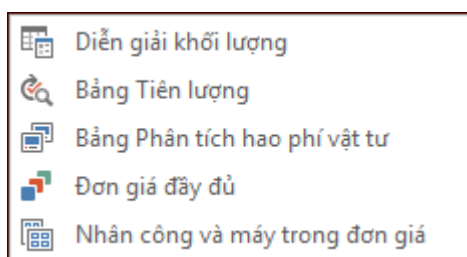 Diễn giải khối lượng
Bảng Tiên lượng
Bảng Phân tích hao phí vật tư
Đơn giá đầy đủ
Nhân công và máy trong đơn giá